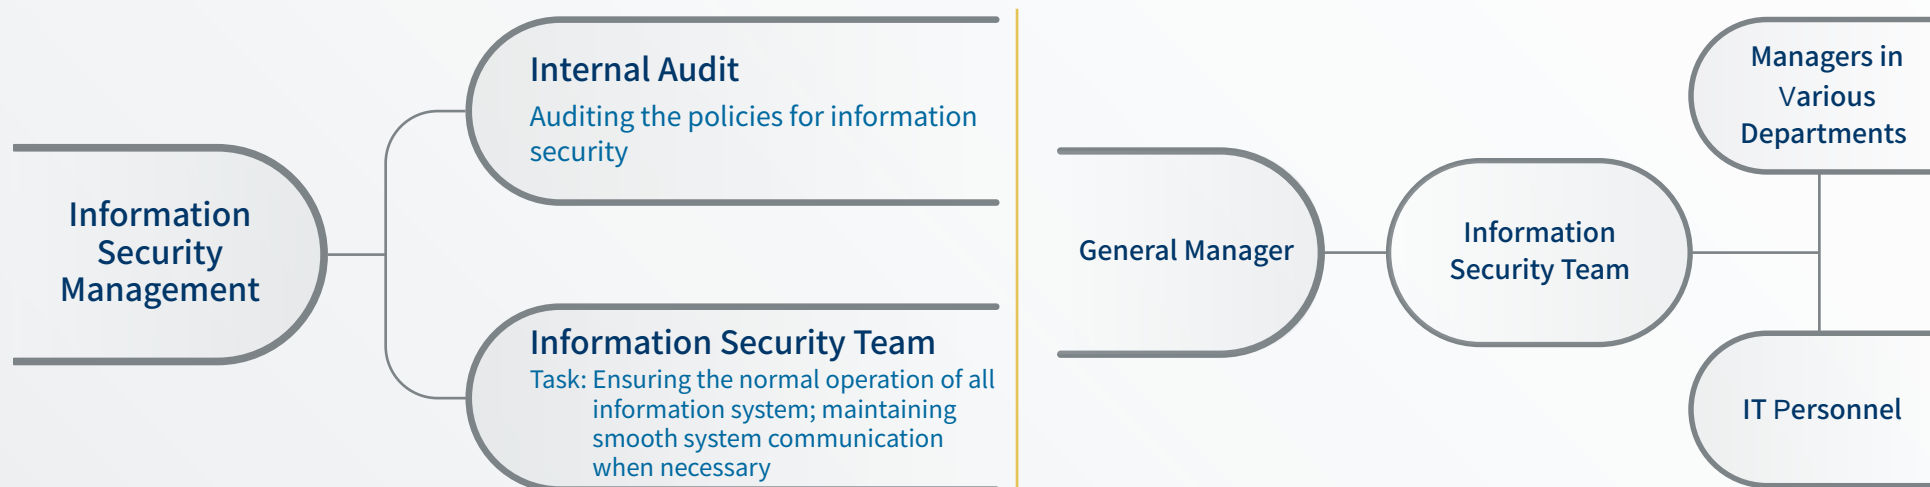 Information
Security
Management
Internal Audit
Auditing the policies for information
security
Information Security Team
Task: Ensuring the normal operation of all
information system; maintaining
smooth system communication
when necessary
General Manager
Information
Security Team
Managers in
Various
Departments
IT Personnel